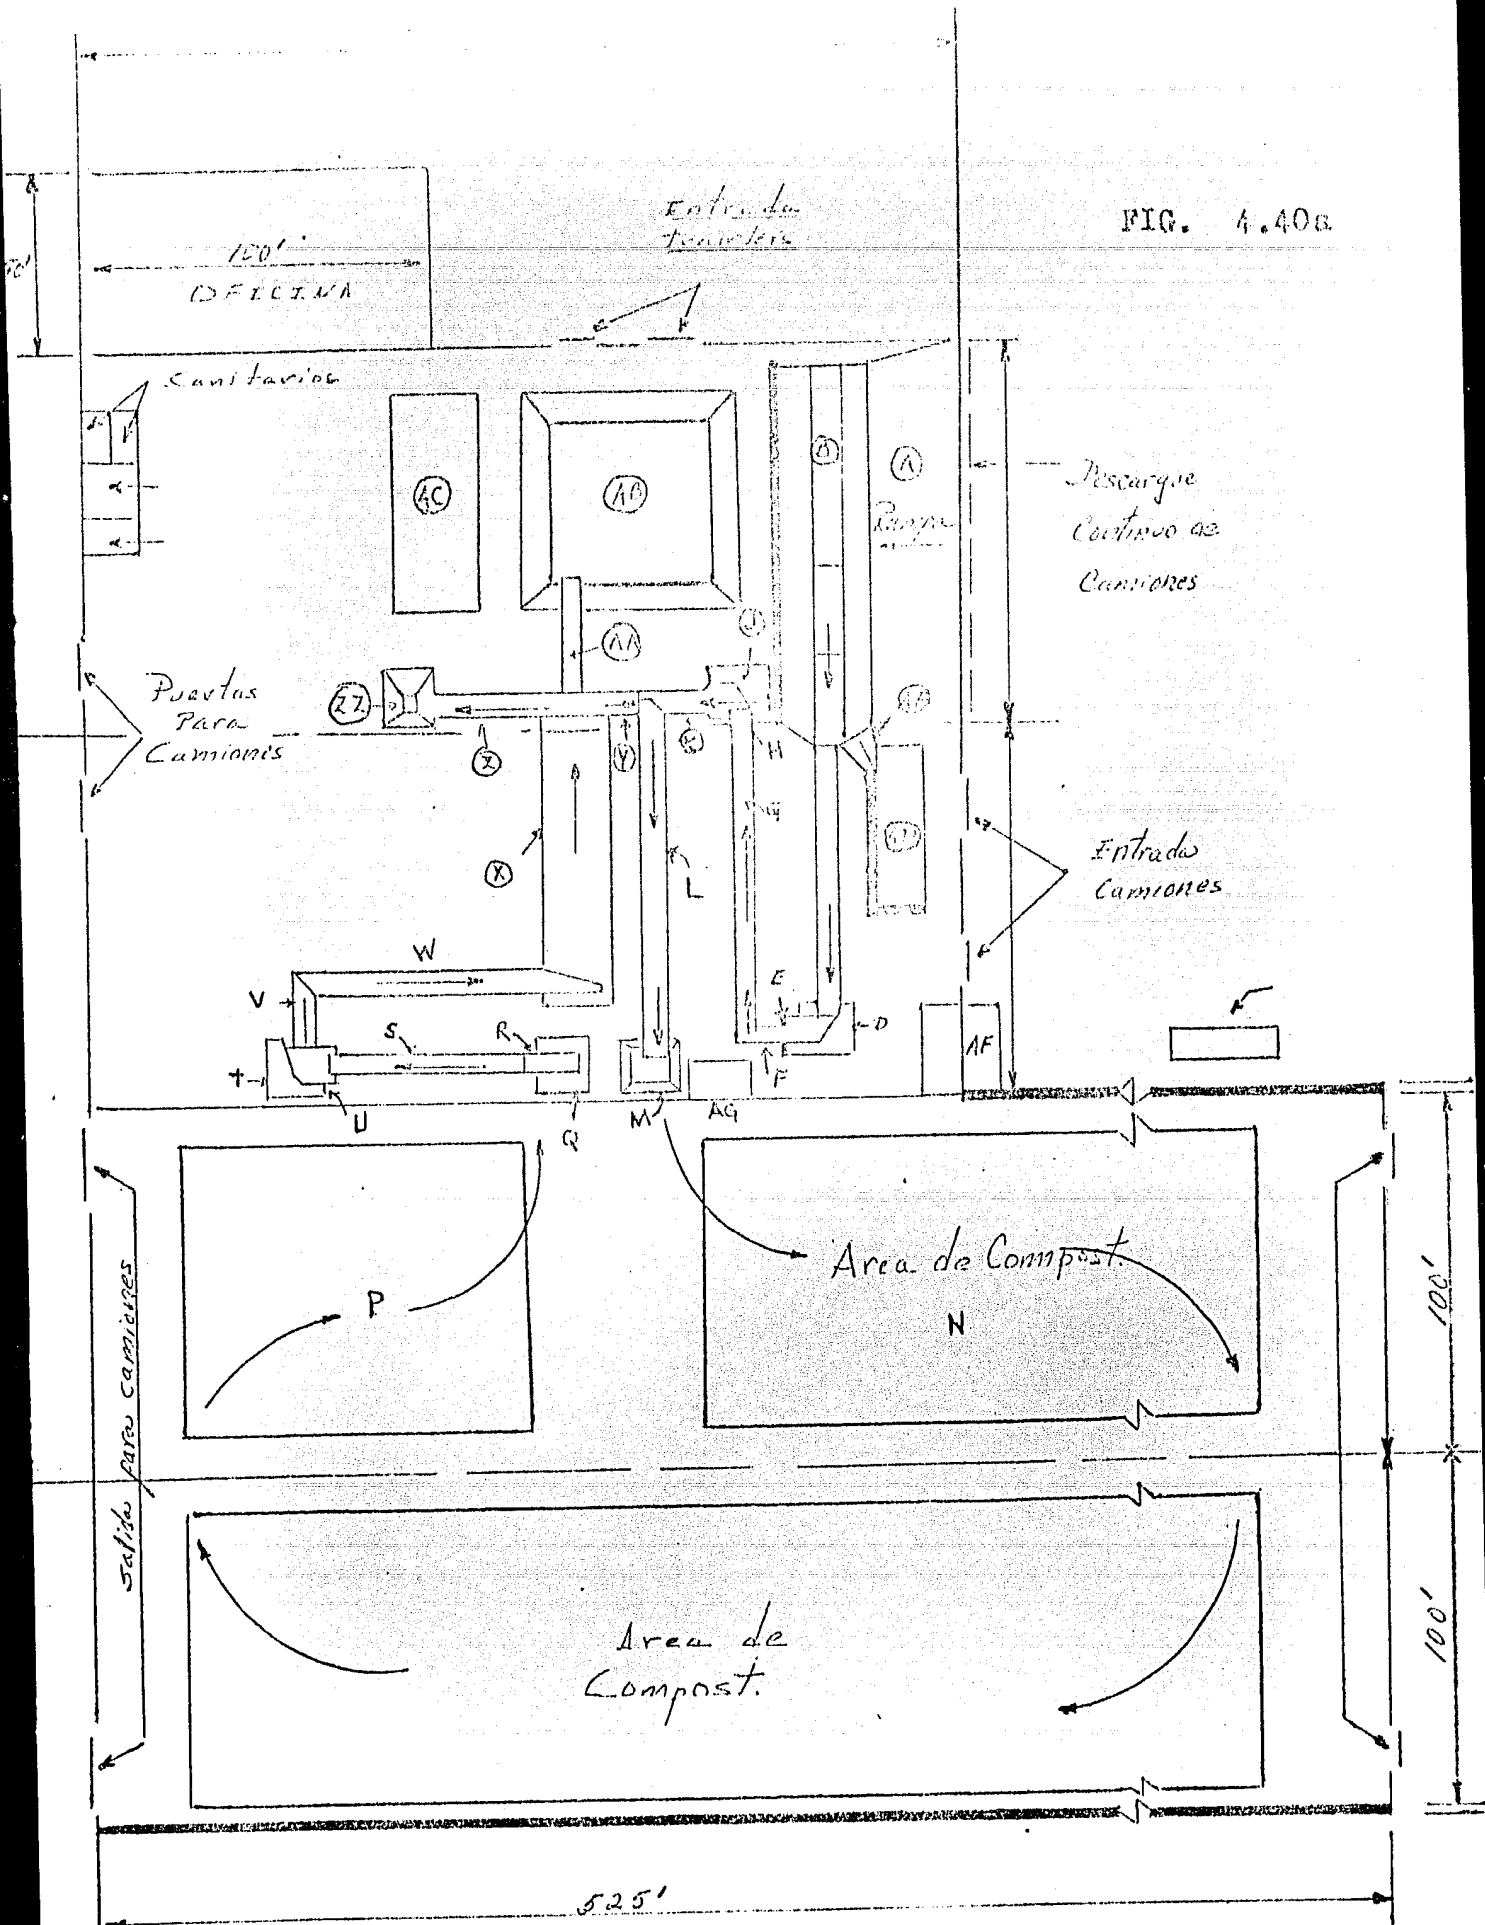 FIG. 4.40a
Entrada
100'
OFICINA
Sanitarios
AC
AB
B
A
Rampa
Descargue
Continuo de
Camiones
J
AA
Puertas
Para
Camiones
ZZ
Z
Y
K
H
G
X
L
Entrada
Camiones
W
V
E
D
S
R
AF
t
F
U
Q
M
AG
Area de Compost.
P
N
100'
Salida para camiones
Area de
Compost.
100'
525'